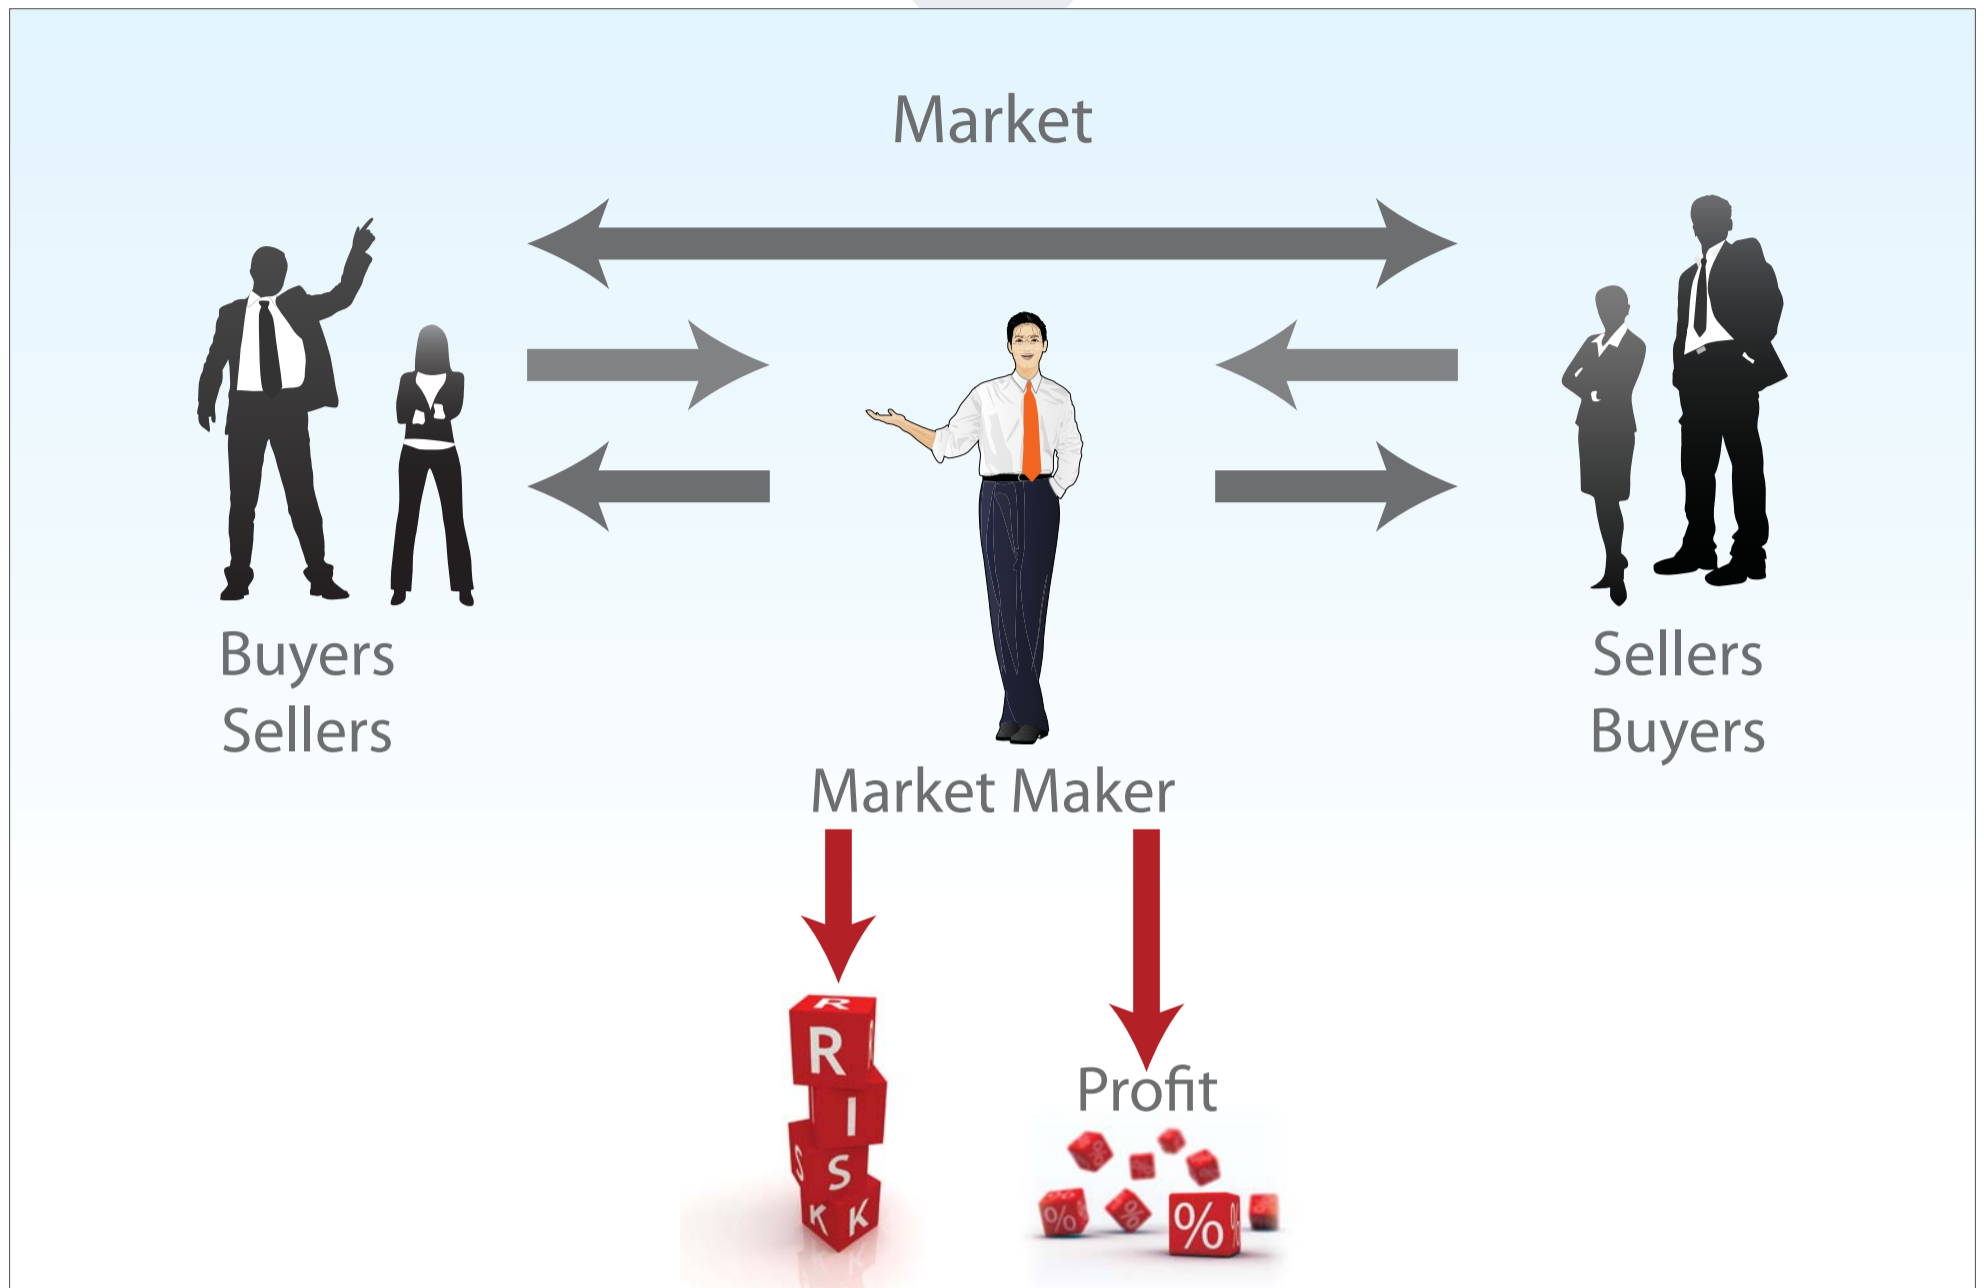 Market
Buyers
Sellers
Sellers
Buyers
Market Maker
R
R
I
S
S
K
K
Profit
%
%
%
%